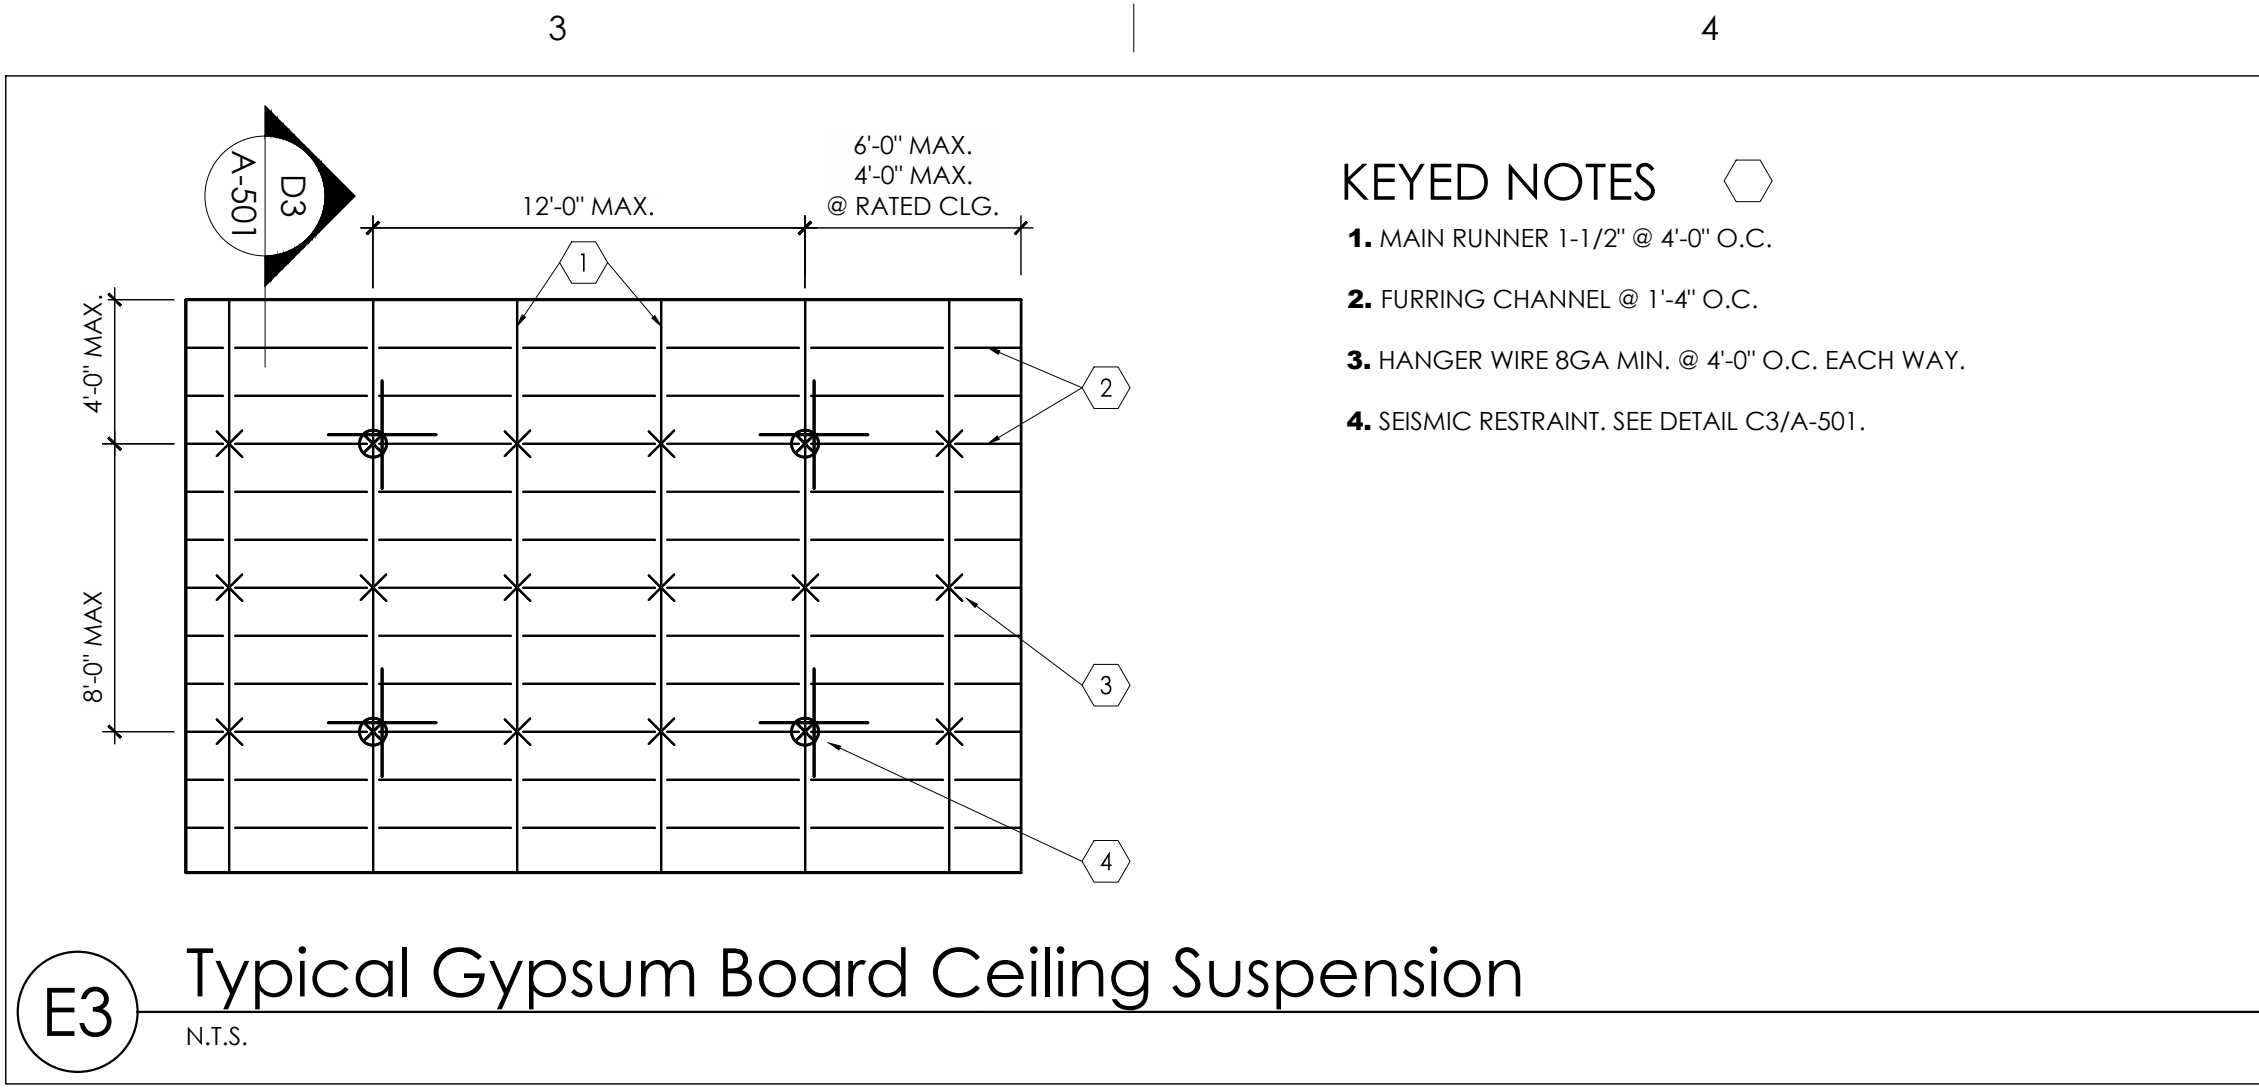 3
4
D3
A-501
12'-0" MAX.
6'-0" MAX.
4'-0" MAX.
@ RATED CLG.
4'-0" MAX.
8'-0" MAX
1
2
3
4
KEYED NOTES
1. MAIN RUNNER 1-1/2" @ 4'-0" O.C.
2. FURRING CHANNEL @ 1'-4" O.C.
3. HANGER WIRE 8GA MIN. @ 4'-0" O.C. EACH WAY.
4. SEISMIC RESTRAINT. SEE DETAIL C3/A-501.
E3
Typical Gypsum Board Ceiling Suspension
N.T.S.